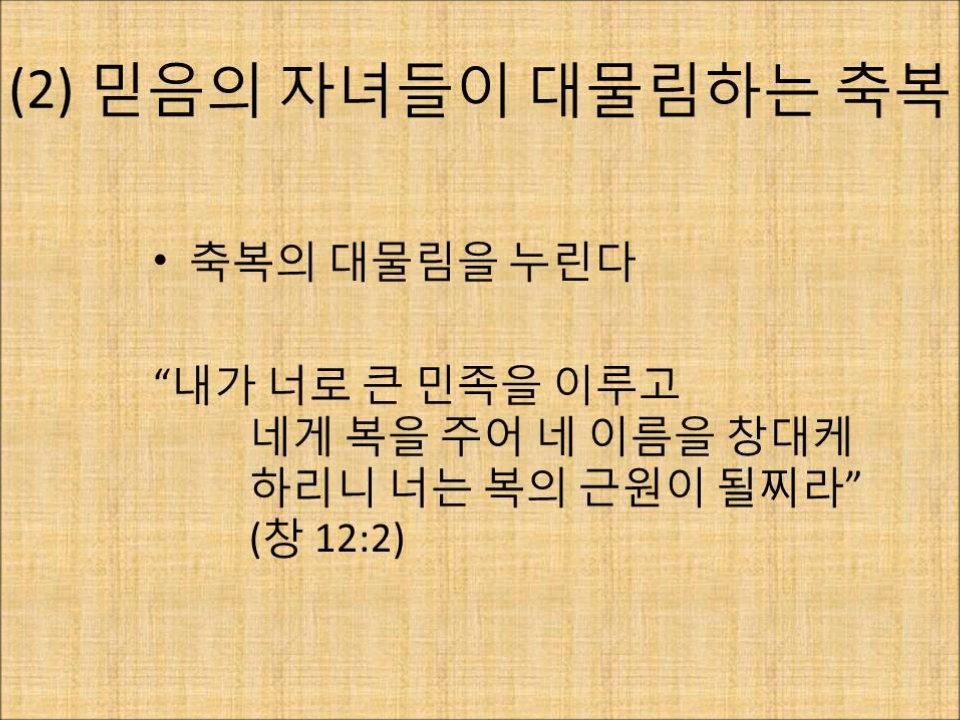 (2) 믿음의 자녀들이 대물림하는 축복
• 축복의 대물림을 누린다
“내가 너로 큰 민족을 이루고
네게 복을 주어 네 이름을 창대케
하리니 너는 복의 근원이 될찌라”
(창 12:2)